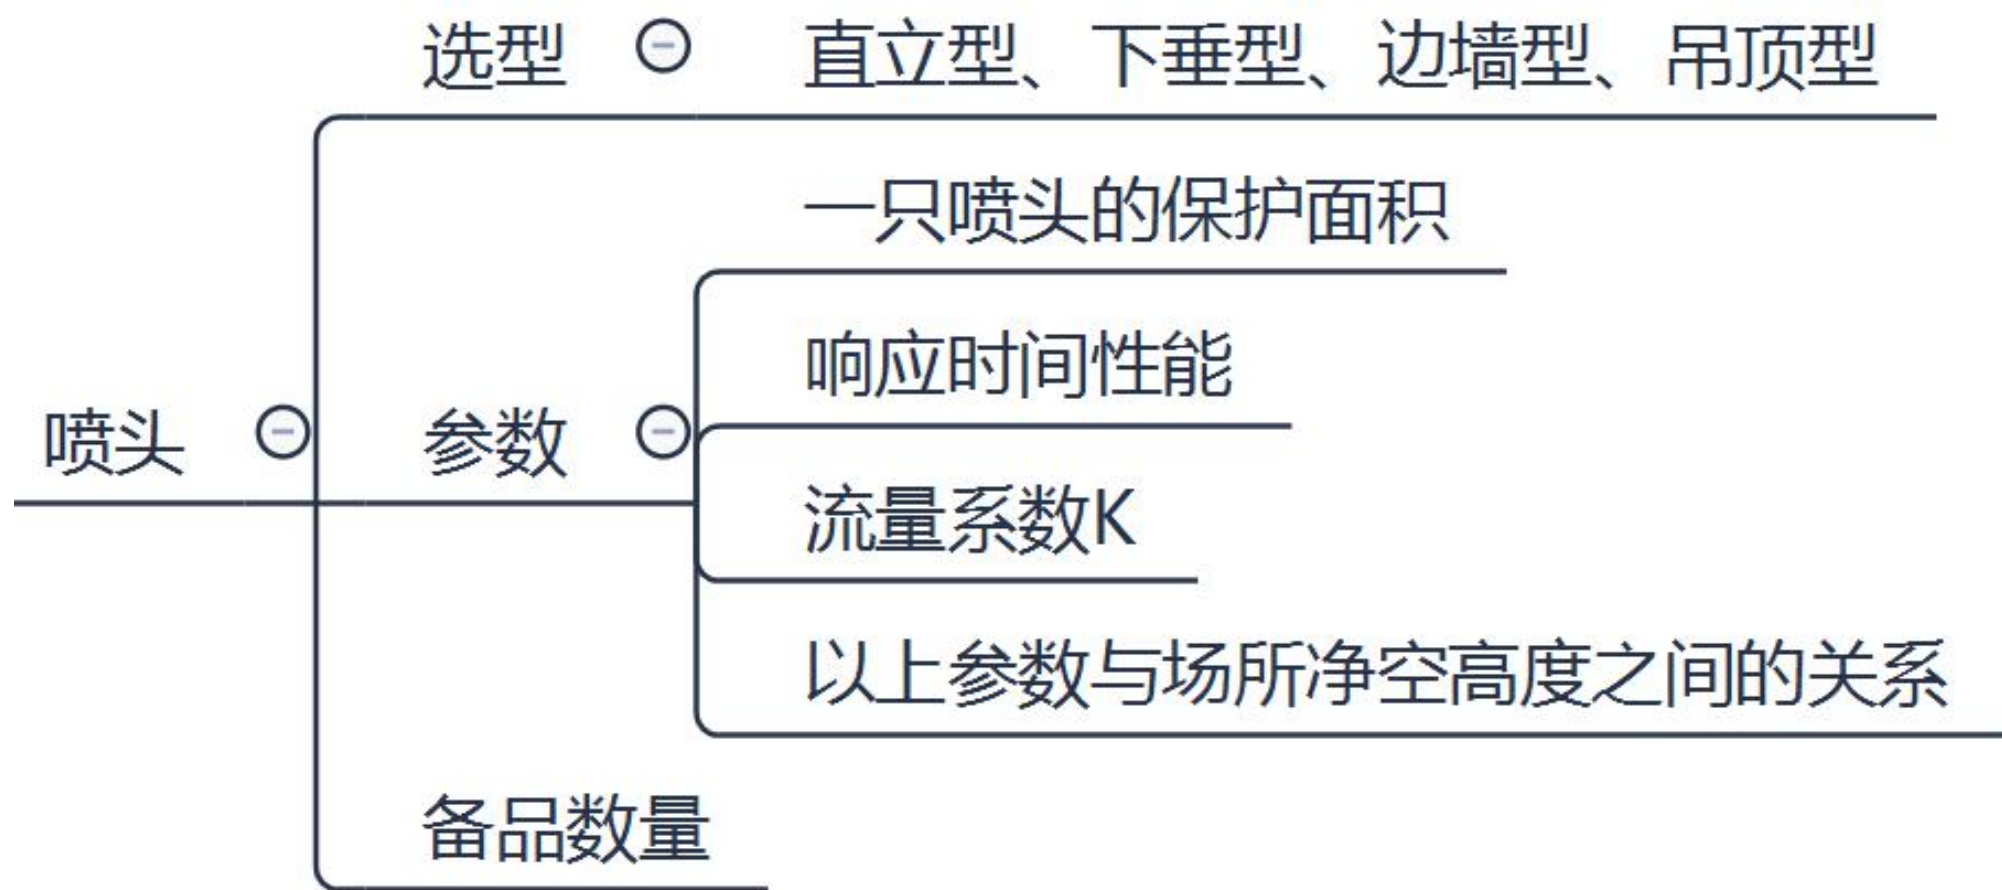 选型
直立型、下垂型、边墙型、吊顶型
一只喷头的保护面积
响应时间性能
喷头
参数
流量系数K
以上参数与场所净空高度之间的关系
备品数量